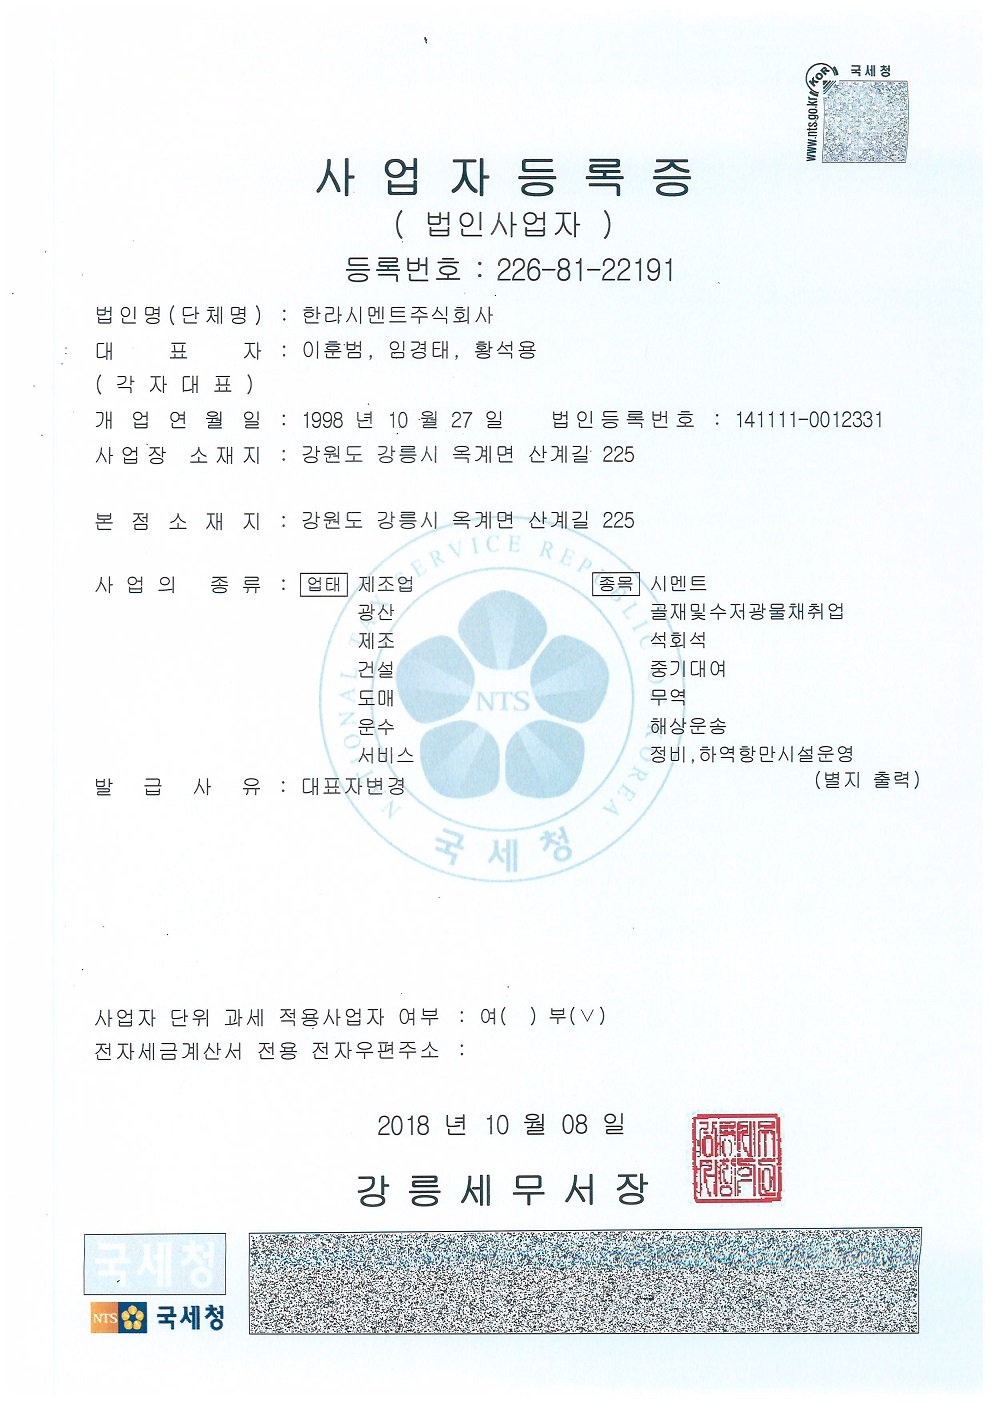 국세청
KOR
www.nts.go.kr
사업자등록증
( 법인사업자 )
등록번호 : 226-81-22191
법인명(단체명) : 한라시멘트주식회사
대 표 자 : 이훈범, 임경태, 황석용
( 각 자 대 표 )
개 업 연 월 일 : 1998 년 10 월 27 일 법인등록번호 : 141111-0012331
사업장 소재지 : 강원도 강릉시 옥계면 산계길 225
본 점 소 재 지 : 강원도 강릉시 옥계면 산계길 225
사 업 의 종 류 : 업태 제조업 종목 시멘트
광산 골재및수저광물채취업
제조 석회석
건설 중기대여
도매 무역
운수 해상운송
서비스 정비,하역항만시설운영
(별지 출력)
발 급 사 유 : 대표자변경
NATIONAL TAX SERVICE REPUBLIC OF KOREA
NTS
국세청
사업자 단위 과세 적용사업자 여부 : 여( ) 부(∨)
전자세금계산서 전용 전자우편주소 :
2018 년 10 월 08 일
강릉세무서장
국세청
NTS 국세청